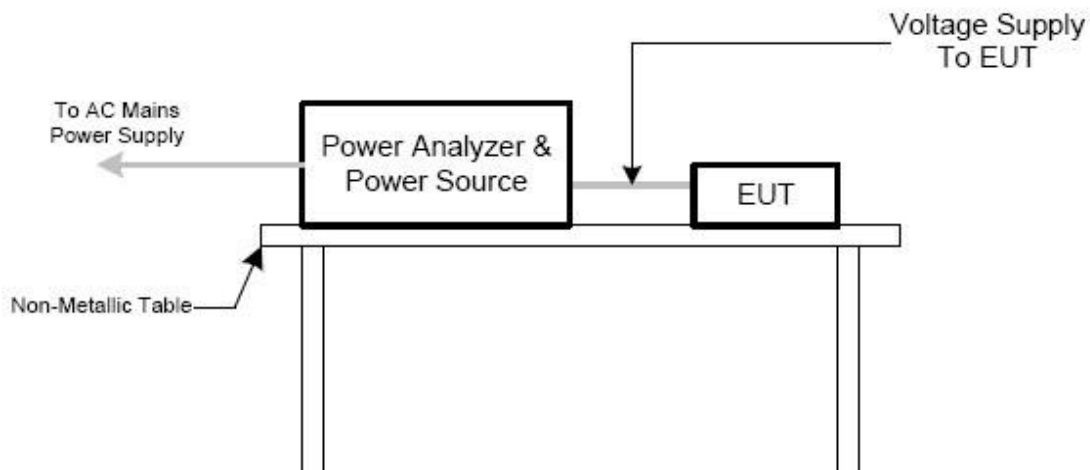 Voltage Supply
To EUT
To AC Mains
Power Supply
Power Analyzer &
Power Source
EUT
Non-Metallic Table